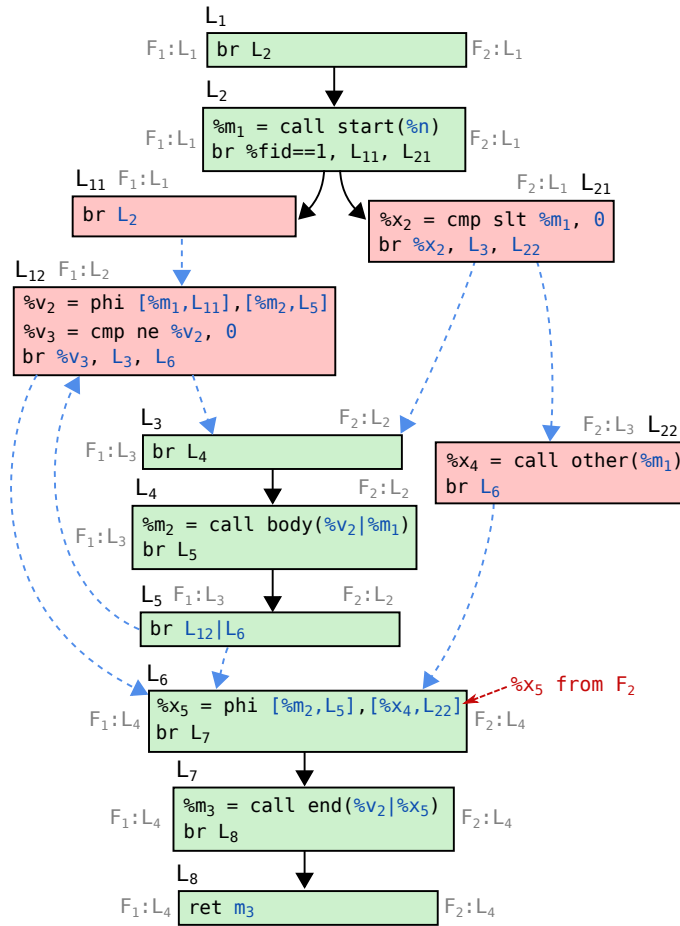 L1
F1:L1 br L2 F2:L1
L2
%m1 = call start(%n)
F1:L1 F2:L1
br %fid==1, L11, L21
L11 F1:L1
F2:L1 L21
br L2
%x2 = cmp slt %m1, 0
br %x2, L3, L22
L12 F1:L2
%v2 = phi [%m1,L11],[%m2,L5]
%v3 = cmp ne %v2, 0
br %v3, L3, L6
L3 F2:L2
F2:L3 L22
F1:L3 br L4
%x4 = call other(%m1)
br L6
L4 F2:L2
%m2 = call body(%v2|%m1)
F1:L3
br L5
L5 F1:L3 F2:L2
br L12|L6
L6
%x5 from F2
%x5 = phi [%m2,L5],[%x4,L22]
F1:L4 F2:L4
br L7
L7
%m3 = call end(%v2|%x5)
F1:L4 F2:L4
br L8
L8
F1:L4 ret m3 F2:L4